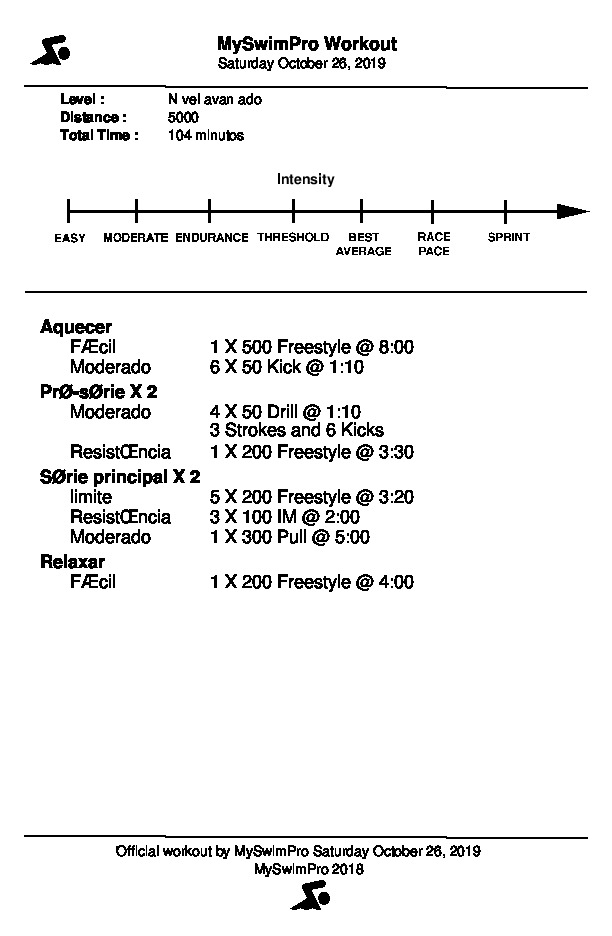 MySwimPro Workout
Saturday October 26, 2019
Level : N vel avan ado
Distance : 5000
Total Time : 104 minutos
Intensity
EASY MODERATE ENDURANCE THRESHOLD BEST AVERAGE RACE PACE SPRINT
Aquecer
FÆcil 1 X 500 Freestyle @ 8:00
Moderado 6 X 50 Kick @ 1:10
PrØ-sØrie X 2
Moderado 4 X 50 Drill @ 1:10
3 Strokes and 6 Kicks
ResistŒncia 1 X 200 Freestyle @ 3:30
SØrie principal X 2
limite 5 X 200 Freestyle @ 3:20
ResistŒncia 3 X 100 IM @ 2:00
Moderado 1 X 300 Pull @ 5:00
Relaxar
FÆcil 1 X 200 Freestyle @ 4:00
Official workout by MySwimPro Saturday October 26, 2019
MySwimPro 2018